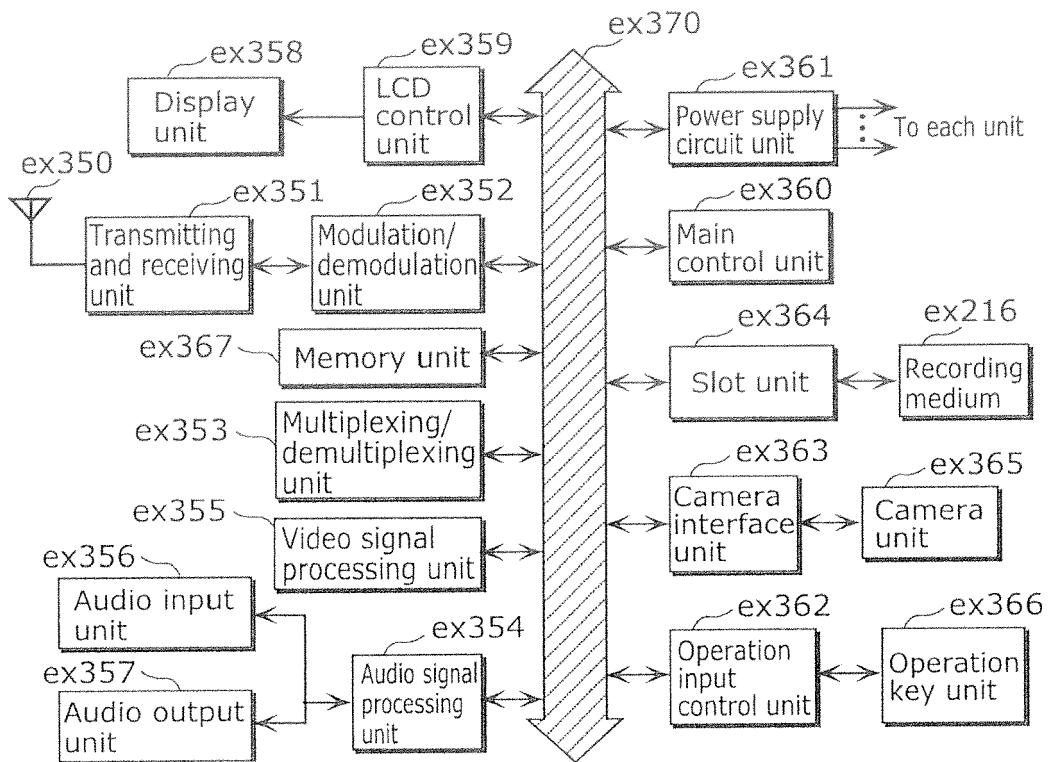 ex370
ex358
ex359
ex361
Display
unit
LCD
control
unit
Power supply
circuit unit
To each unit
ex350
ex351
ex352
ex360
Transmitting
and receiving
unit
Modulation/
demodulation
unit
Main
control unit
ex364
ex216
ex367
Memory unit
Slot unit
Recording
medium
ex353
Multiplexing/
demultiplexing
unit
ex363
ex365
Camera
interface
unit
Camera
unit
ex355
Video signal
processing unit
ex356
Audio input
unit
ex354
ex362
ex366
ex357
Audio output
unit
Audio signal
processing
unit
Operation
input
control unit
Operation
key unit